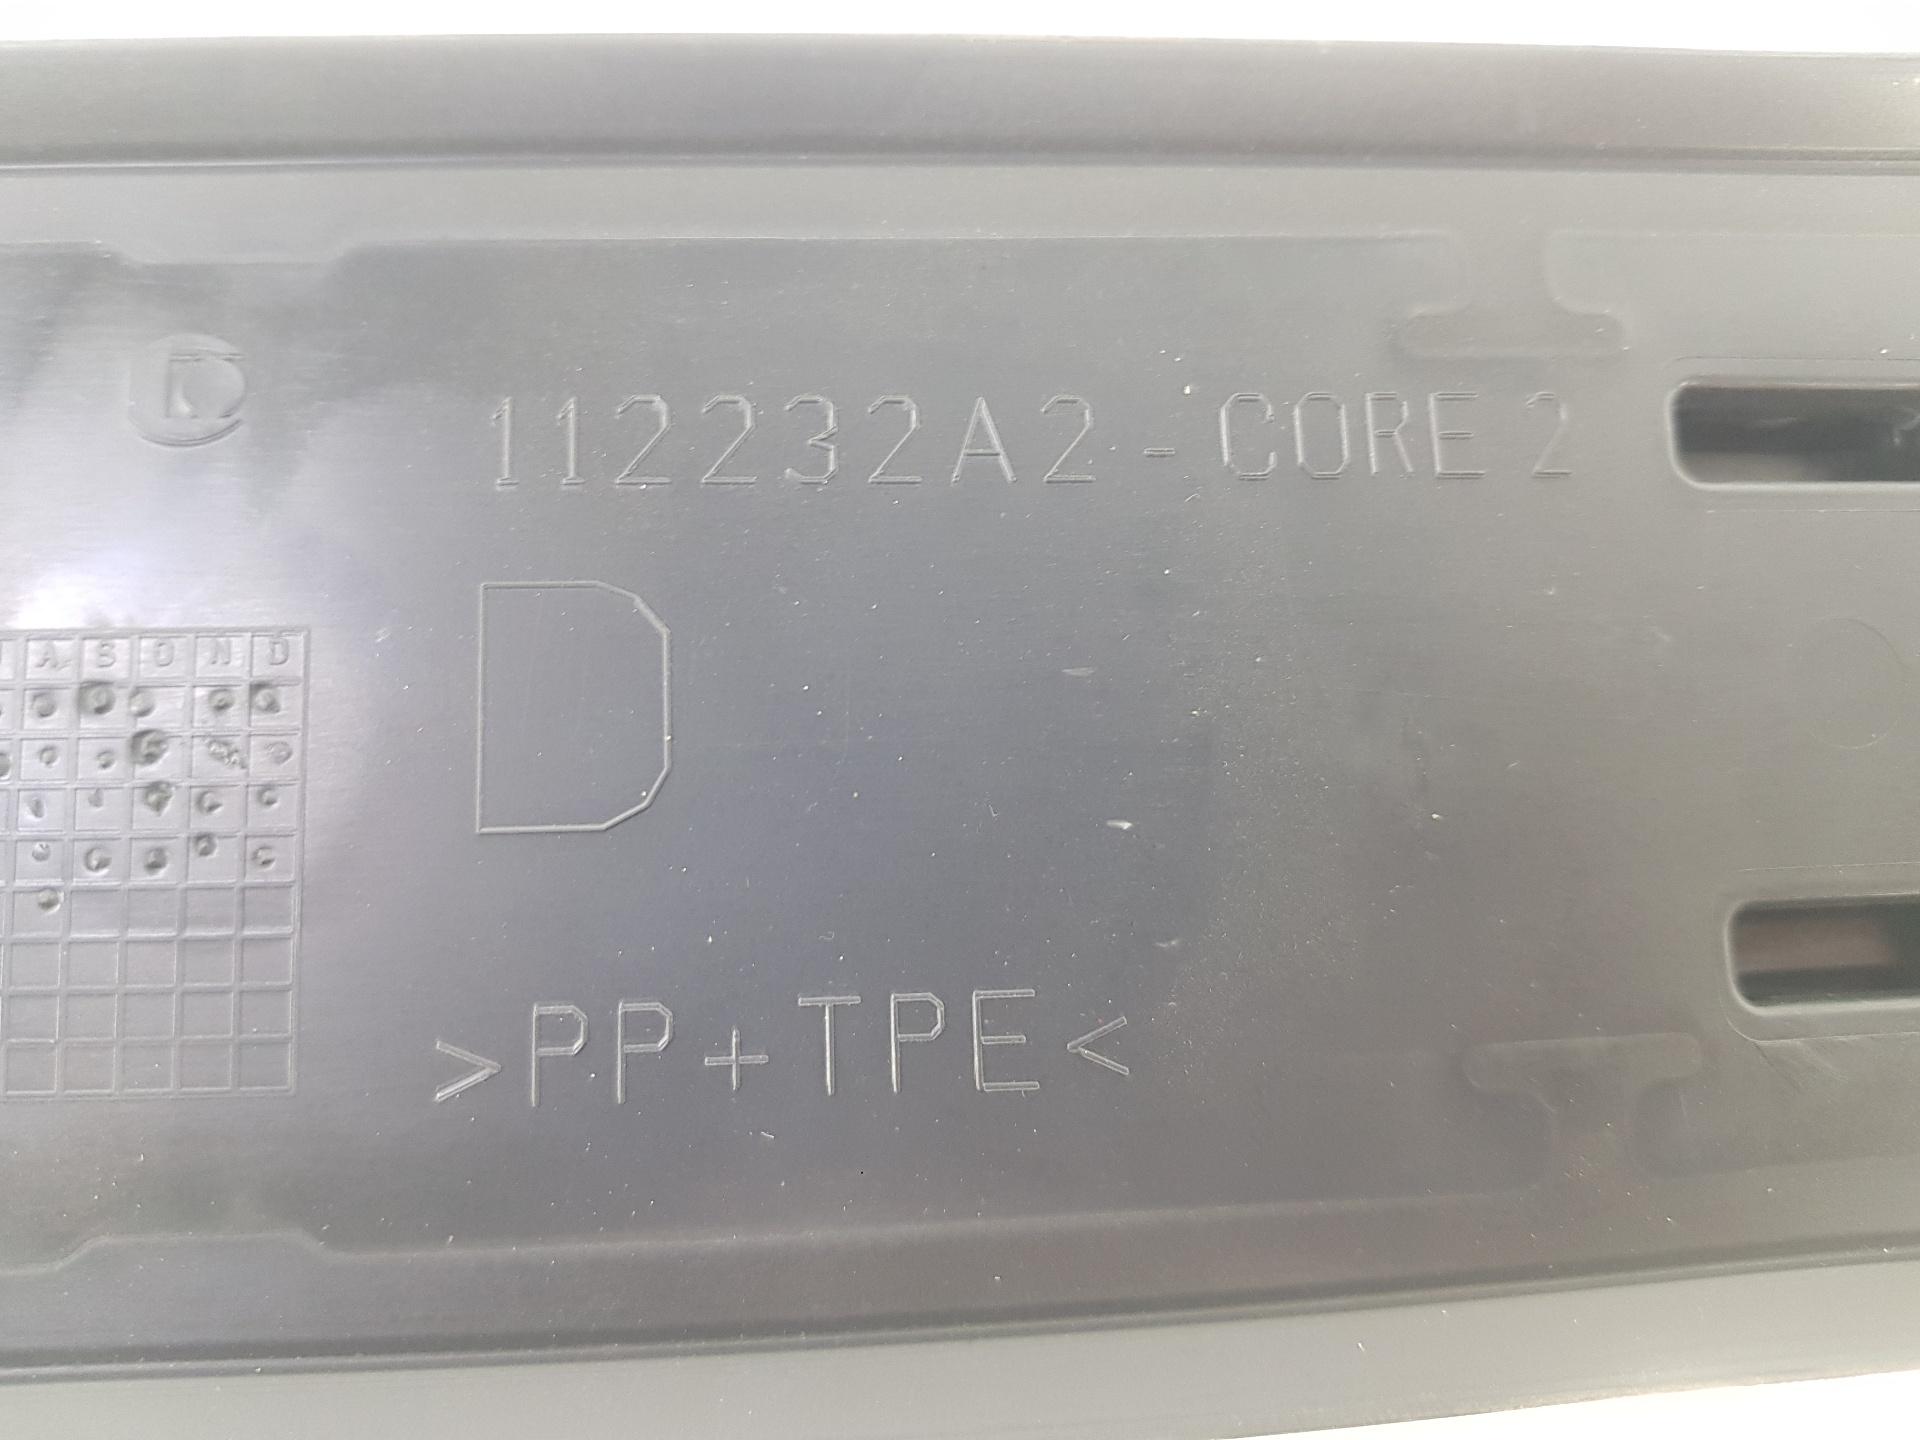 112232A2-CORE 2
D
A S O N D
>PP+TPE<